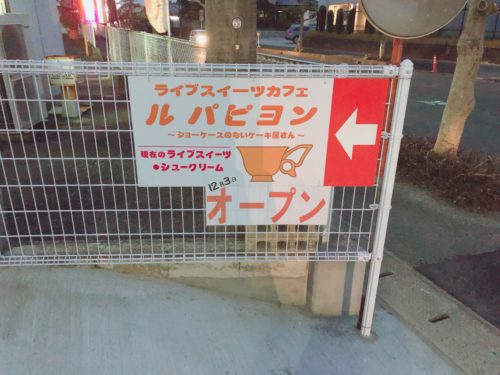 ライブスイーツカフェ
ル パピヨン
～ショーケースのないケーキ屋さん～
現在のライブスイーツ
●シュークリーム
12月3日
オープン